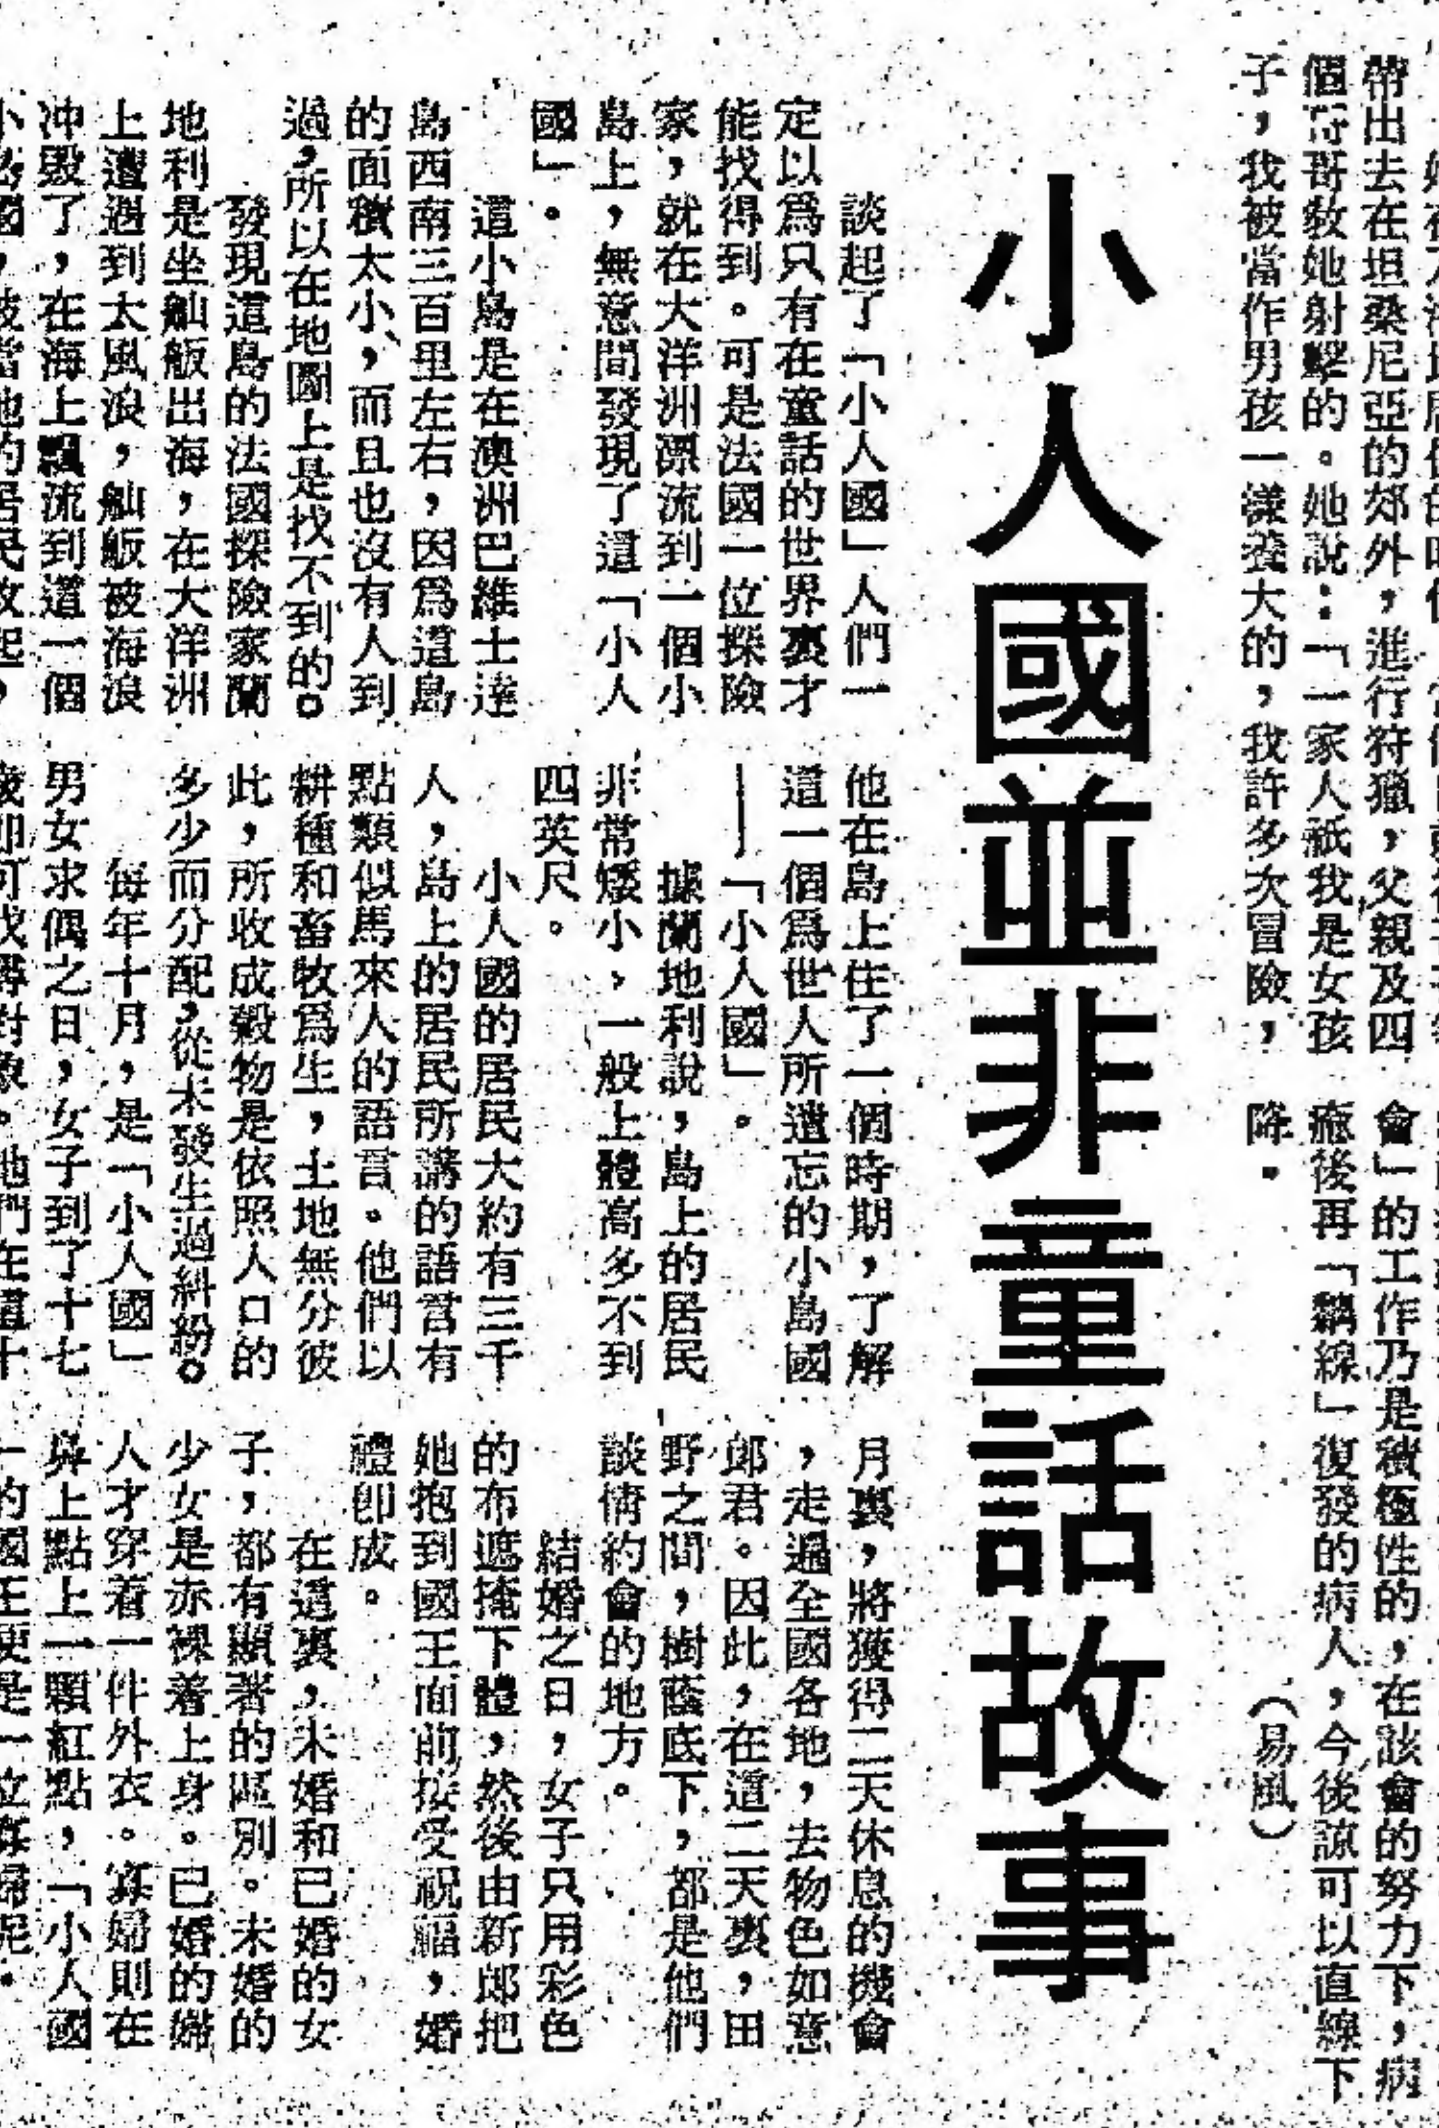 帶出去在坦桑尼亞的郊外，進行狩獵，父親及四
個哥哥教她射擊的。她說：「一家人祇我是女孩
子，我被當作男孩一樣養大的，我許多次冒險，
會」的工作乃是積極性的，在該會的努力下，病
癒後再「黐線」復發的病人，今後諒可以直線下
降。
（易風）
小人國並非童話故事
談起了「小人國」人們一
定以爲只有在童話的世界裏才
能找得到。可是法國一位探險
家，就在大洋洲漂流到一個小
島上，無意間發現了這「小人
國」。
這小島是在澳洲巴維士達
島西南三百里左右，因爲這島
的面積太小，而且也沒有人到
過，所以在地圖上是找不到的。
發現這島的法國探險家蘭
地利是坐舢舨出海，在大洋洲
上遭遇到大風浪，舢舨被海浪
冲毀了，在海上飄流到這一個
他在島上住了一個時期，了解
這一個爲世人所遺忘的小島國
——「小人國」。
據蘭地利說，島上的居民
非常矮小，一般上體高多不到
四英尺。
小人國的居民大約有三千
人，島上的居民所講的語言有
點類似馬來人的語言。他們以
耕種和畜牧爲生，土地無分彼
此，所收成穀物是依照人口的
多少而分配，從未發生過糾紛。
每年十月，是「小人國」
男女求偶之日，女子到了十七
歲卽可找尋對象。她們在這十
月裏，將獲得二天休息的機會
，走遍全國各地，去物色如意
郎君。因此，在這二天裏，田
野之間，樹蔭底下，都是他們
談情約會的地方。
結婚之日，女子只用彩色
的布遮掩下體，然後由新郎把
她抱到國王面前接受祝福，婚
禮卽成。
在這裏，未婚和已婚的女
子，都有顯著的區別。未婚的
少女是赤裸着上身。已婚的婦
人才穿着一件外衣。寡婦則在
鼻上點上一顆紅點，「小人國